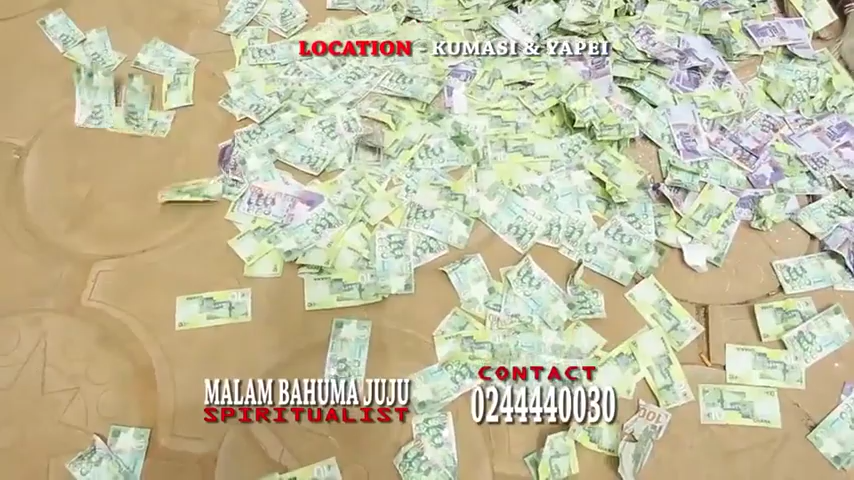 LOCATION - KUMASI & YAPEI
MALAM BAHUMA JUJU
SPIRITUALIST
CONTACT
0244440030